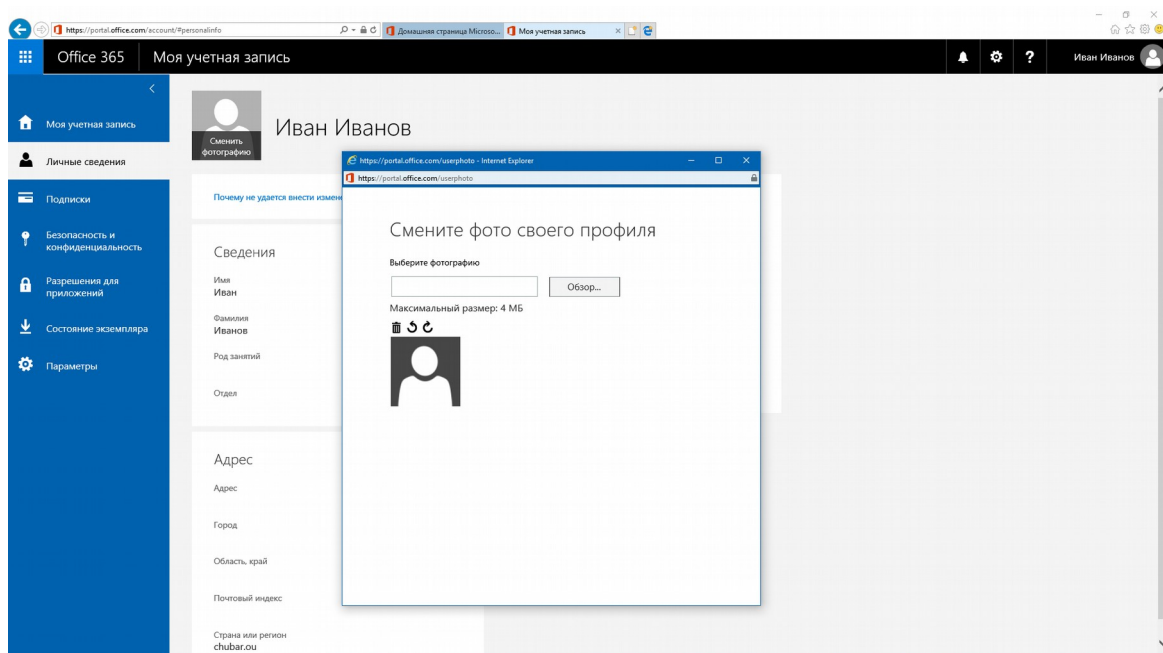 https://portal.office.com/account/#personalinfo
Домашняя страница Microso...
Моя учетная запись
Office 365
Моя учетная запись
?
Иван Иванов
Моя учетная запись
Личные сведения
Подписки
Безопасность и
конфиденциальность
Разрешения для
приложений
Состояние экземпляра
Параметры
Сменить
фотографию
Иван Иванов
Почему не удается внести измен
Сведения
Имя
Иван
Фамилия
Иванов
Род занятий
Отдел
Адрес
Адрес
Город
Область, край
Почтовый индекс
Страна или регион
chubar.ou
https://portal.office.com/userphoto - Internet Explorer
https://portal.office.com/userphoto
Смените фото своего профиля
Выберите фотографию
Обзор...
Максимальный размер: 4 МБ